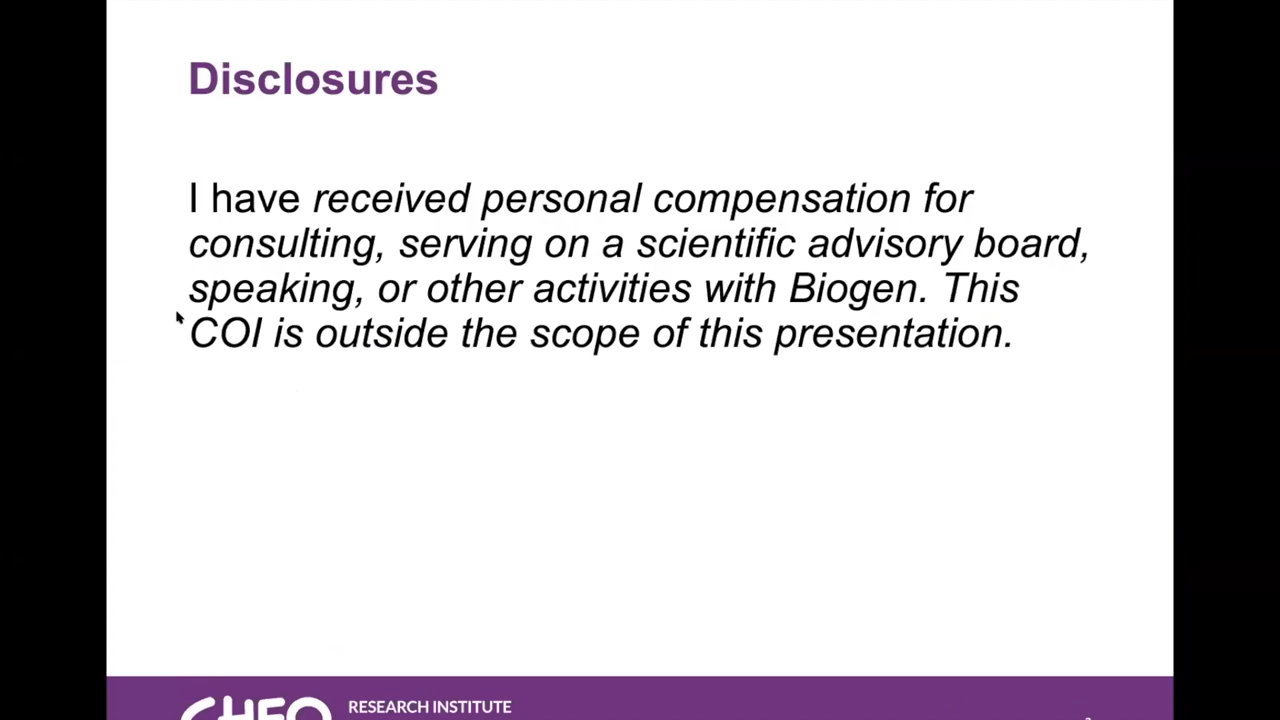 Disclosures
I have received personal compensation for
consulting, serving on a scientific advisory board,
speaking, or other activities with Biogen. This
COI is outside the scope of this presentation.
CHEO RESEARCH INSTITUTE